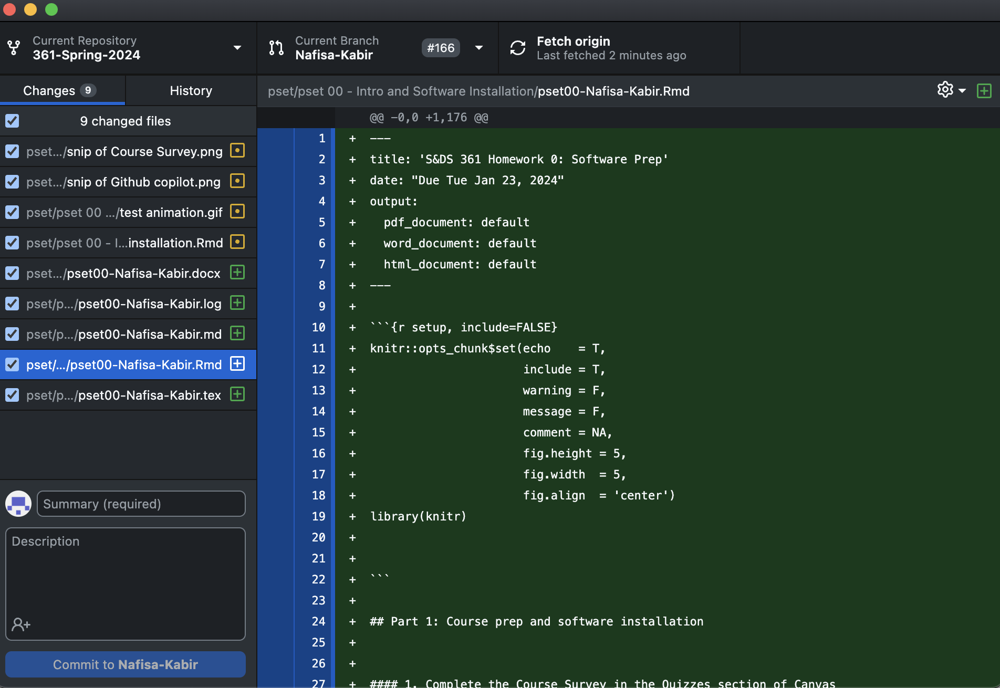 Current Repository
361-Spring-2024
Current Branch
Nafisa-Kabir
#166
Fetch origin
Last fetched 2 minutes ago
Changes 9
History
pset/pset 00 - Intro and Software Installation/pset00-Nafisa-Kabir.Rmd
9 changed files
pset.../snip of Course Survey.png
pset.../snip of Github copilot.png
pset/pset 00 .../test animation.gif
pset/pset 00 - I...installation.Rmd
pset.../pset00-Nafisa-Kabir.docx
pset/p.../pset00-Nafisa-Kabir.log
pset/p.../pset00-Nafisa-Kabir.md
pset/.../pset00-Nafisa-Kabir.Rmd
pset/p.../pset00-Nafisa-Kabir.tex
Summary (required)
Description
Commit to Nafisa-Kabir
@@ -0,0 +1,176 @@
1 + ---
2 + title: 'S&DS 361 Homework 0: Software Prep'
3 + date: "Due Tue Jan 23, 2024"
4 + output:
5 +   pdf_document: default
6 +   word_document: default
7 +   html_document: default
8 + ---
9 +
10 + ```{r setup, include=FALSE}
11 + knitr::opts_chunk$set(echo    = T,
12 +                       include = T,
13 +                       warning = F,
14 +                       message = F,
15 +                       comment = NA,
16 +                       fig.height = 5,
17 +                       fig.width  = 5,
18 +                       fig.align  = 'center')
19 + library(knitr)
20 +
21 +
22 + ```
23 +
24 + ## Part 1: Course prep and software installation
25 +
26 +
27 + #### 1. Complete the Course Survey in the Quizzes section of Canvas